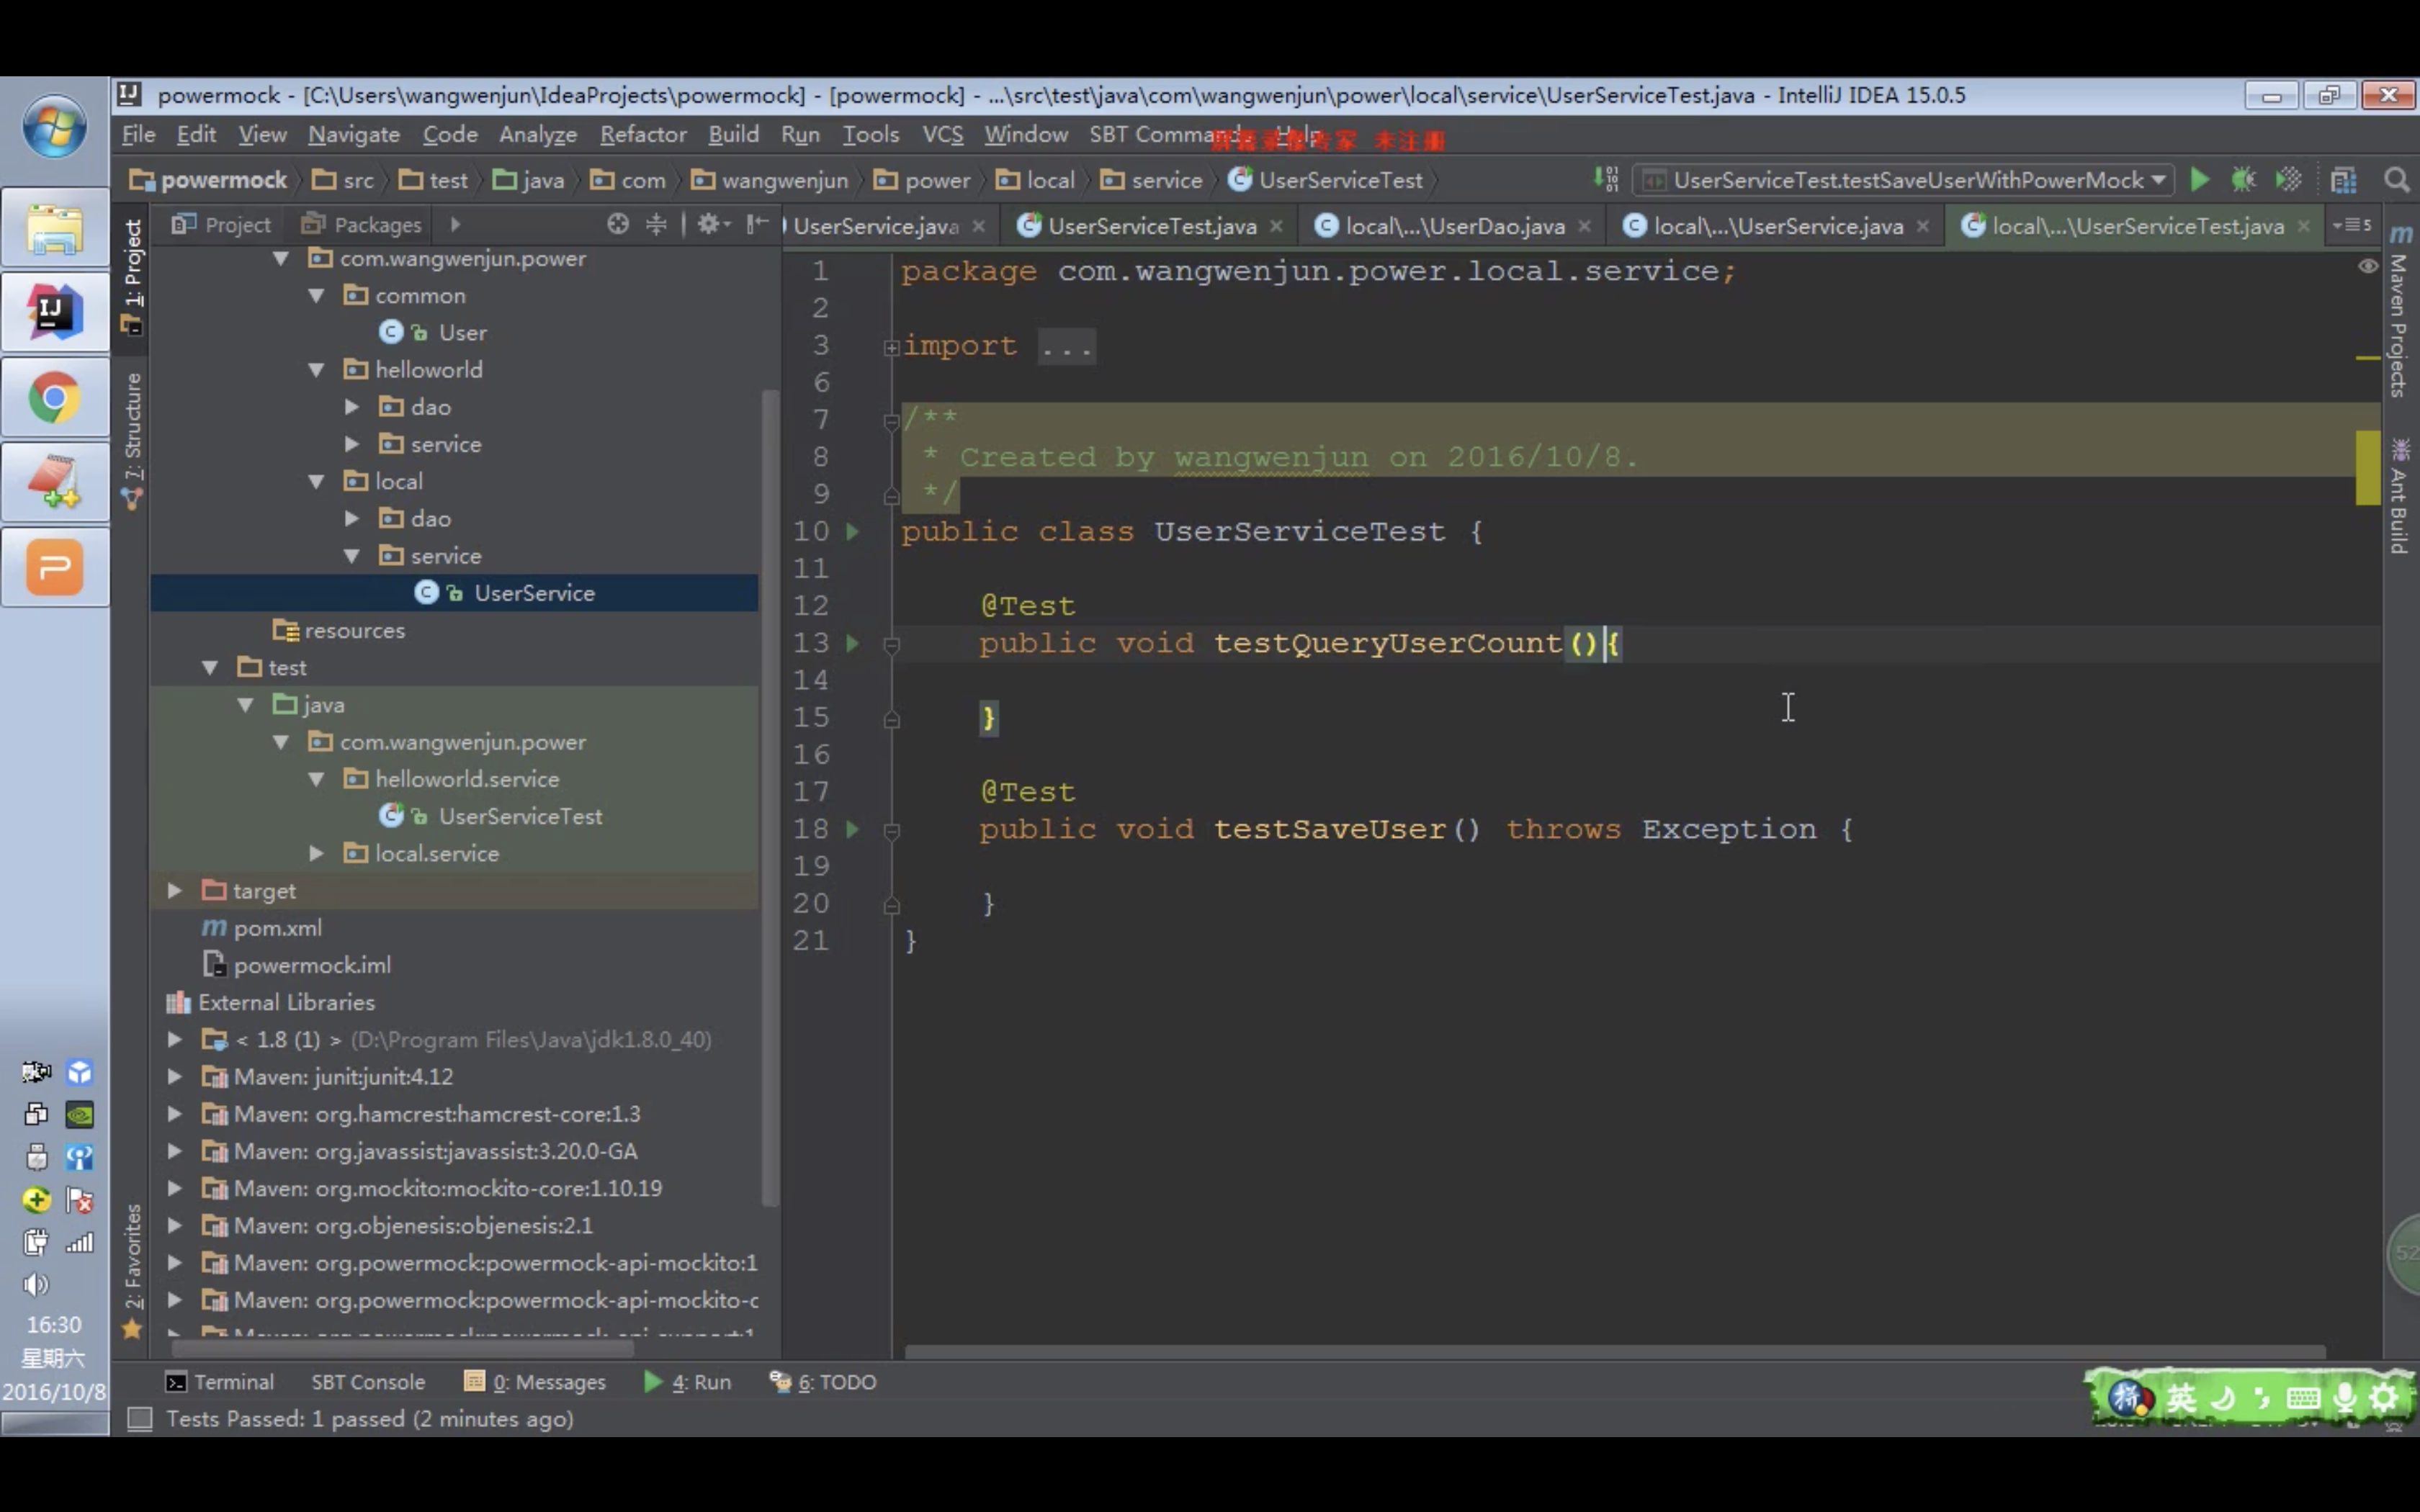 powermock - [C:\Users\wangwenjun\IdeaProjects\powermock] - [powermock] - ...\src\test\java\com\wangwenjun\power\local\service\UserServiceTest.java - IntelliJ IDEA 15.0.5
File Edit View Navigate Code Analyze Refactor Build Run Tools VCS Window SBT Commands Help
专家 未注册
powermock src test java com wangwenjun power local service UserServiceTest UserServiceTest.testSaveUserWithPowerMock
Project Packages UserService.java UserServiceTest.java local\...\UserDao.java local\...\UserService.java local\...\UserServiceTest.java 5
1: Project
7: Structure
2: Favorites
com.wangwenjun.power
common
User
helloworld
dao
service
local
dao
service
UserService
resources
test
java
com.wangwenjun.power
helloworld.service
UserServiceTest
local.service
target
pom.xml
powermock.iml
External Libraries
< 1.8 (1) > (D:\Program Files\Java\jdk1.8.0_40)
Maven: junit:junit:4.12
Maven: org.hamcrest:hamcrest-core:1.3
Maven: org.javassist:javassist:3.20.0-GA
Maven: org.mockito:mockito-core:1.10.19
Maven: org.objenesis:objenesis:2.1
Maven: org.powermock:powermock-api-mockito:1
Maven: org.powermock:powermock-api-mockito-c
1 package com.wangwenjun.power.local.service;
2
3 import ...
6
7 /**
8 * Created by wangwenjun on 2016/10/8.
9 */
10 public class UserServiceTest {
11
12 @Test
13 public void testQueryUserCount(){
14
15 }
16
17 @Test
18 public void testSaveUser() throws Exception {
19
20 }
21 }
Maven Projects
Ant Build
52
16:30
星期六
2016/10/8
Terminal SBT Console 0: Messages 4: Run 6: TODO
Tests Passed: 1 passed (2 minutes ago)
拼 英